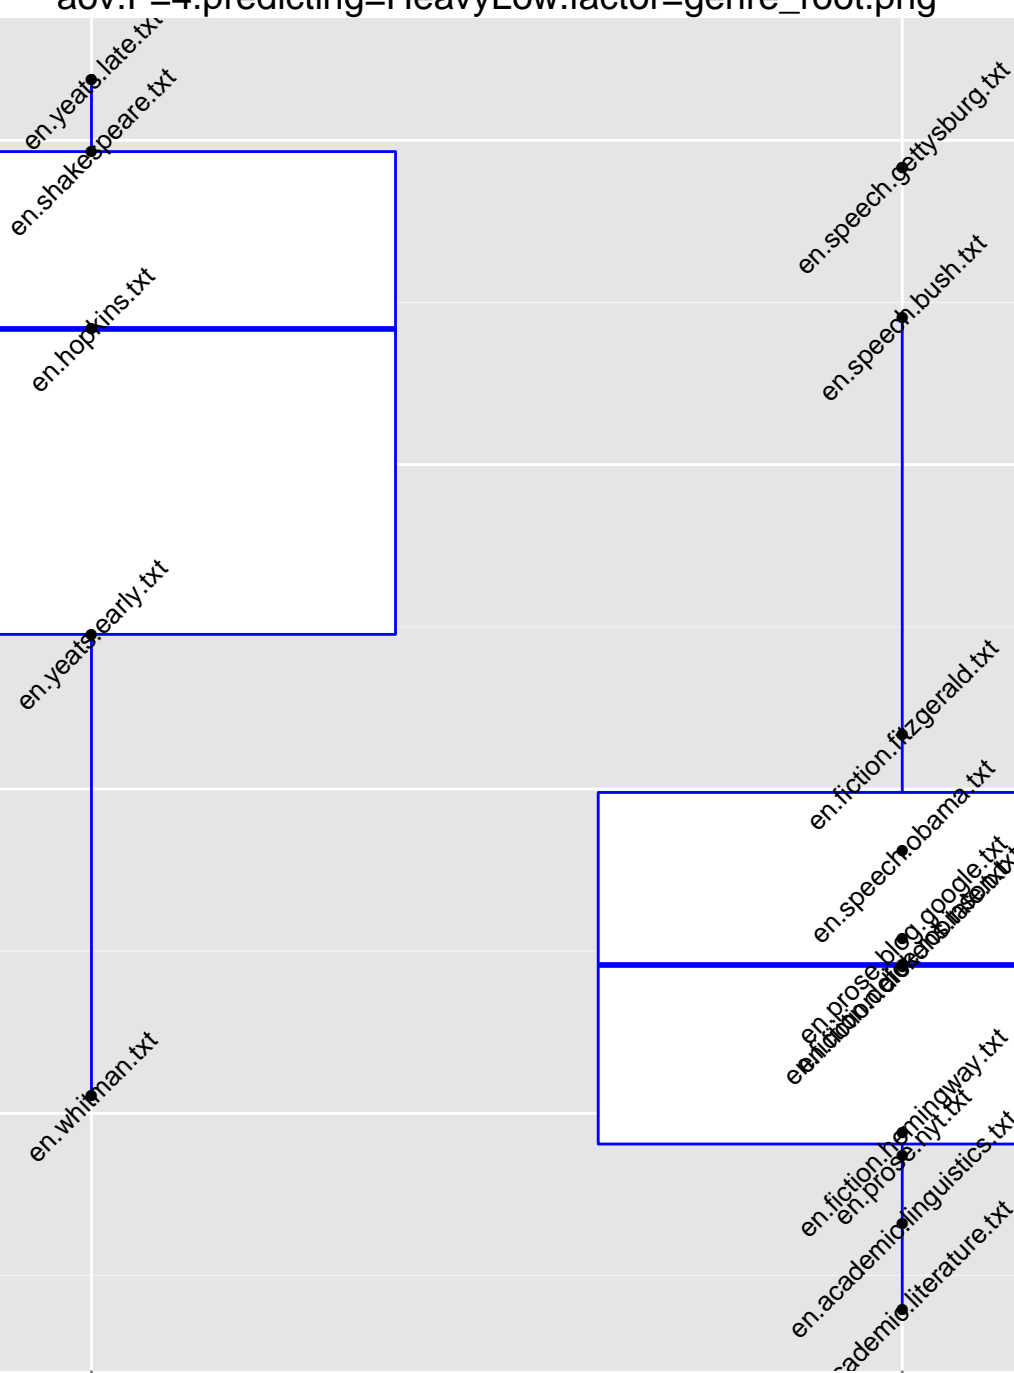 aov.P=4.predicting=HeavyLow.factor=genre_root.png
en.yeats.late.txt
en.shakespeare.txt
en.hopkins.txt
en.yeats.early.txt
en.whitman.txt
en.speech.gettysburg.txt
en.speech.bush.txt
en.fiction.fitzgerald.txt
en.speech.obama.txt
en.prose.blog.google.txt
en.fiction.hemingway.txt
en.prose.nyt.txt
en.academic.linguistics.txt
cademic.literature.txt